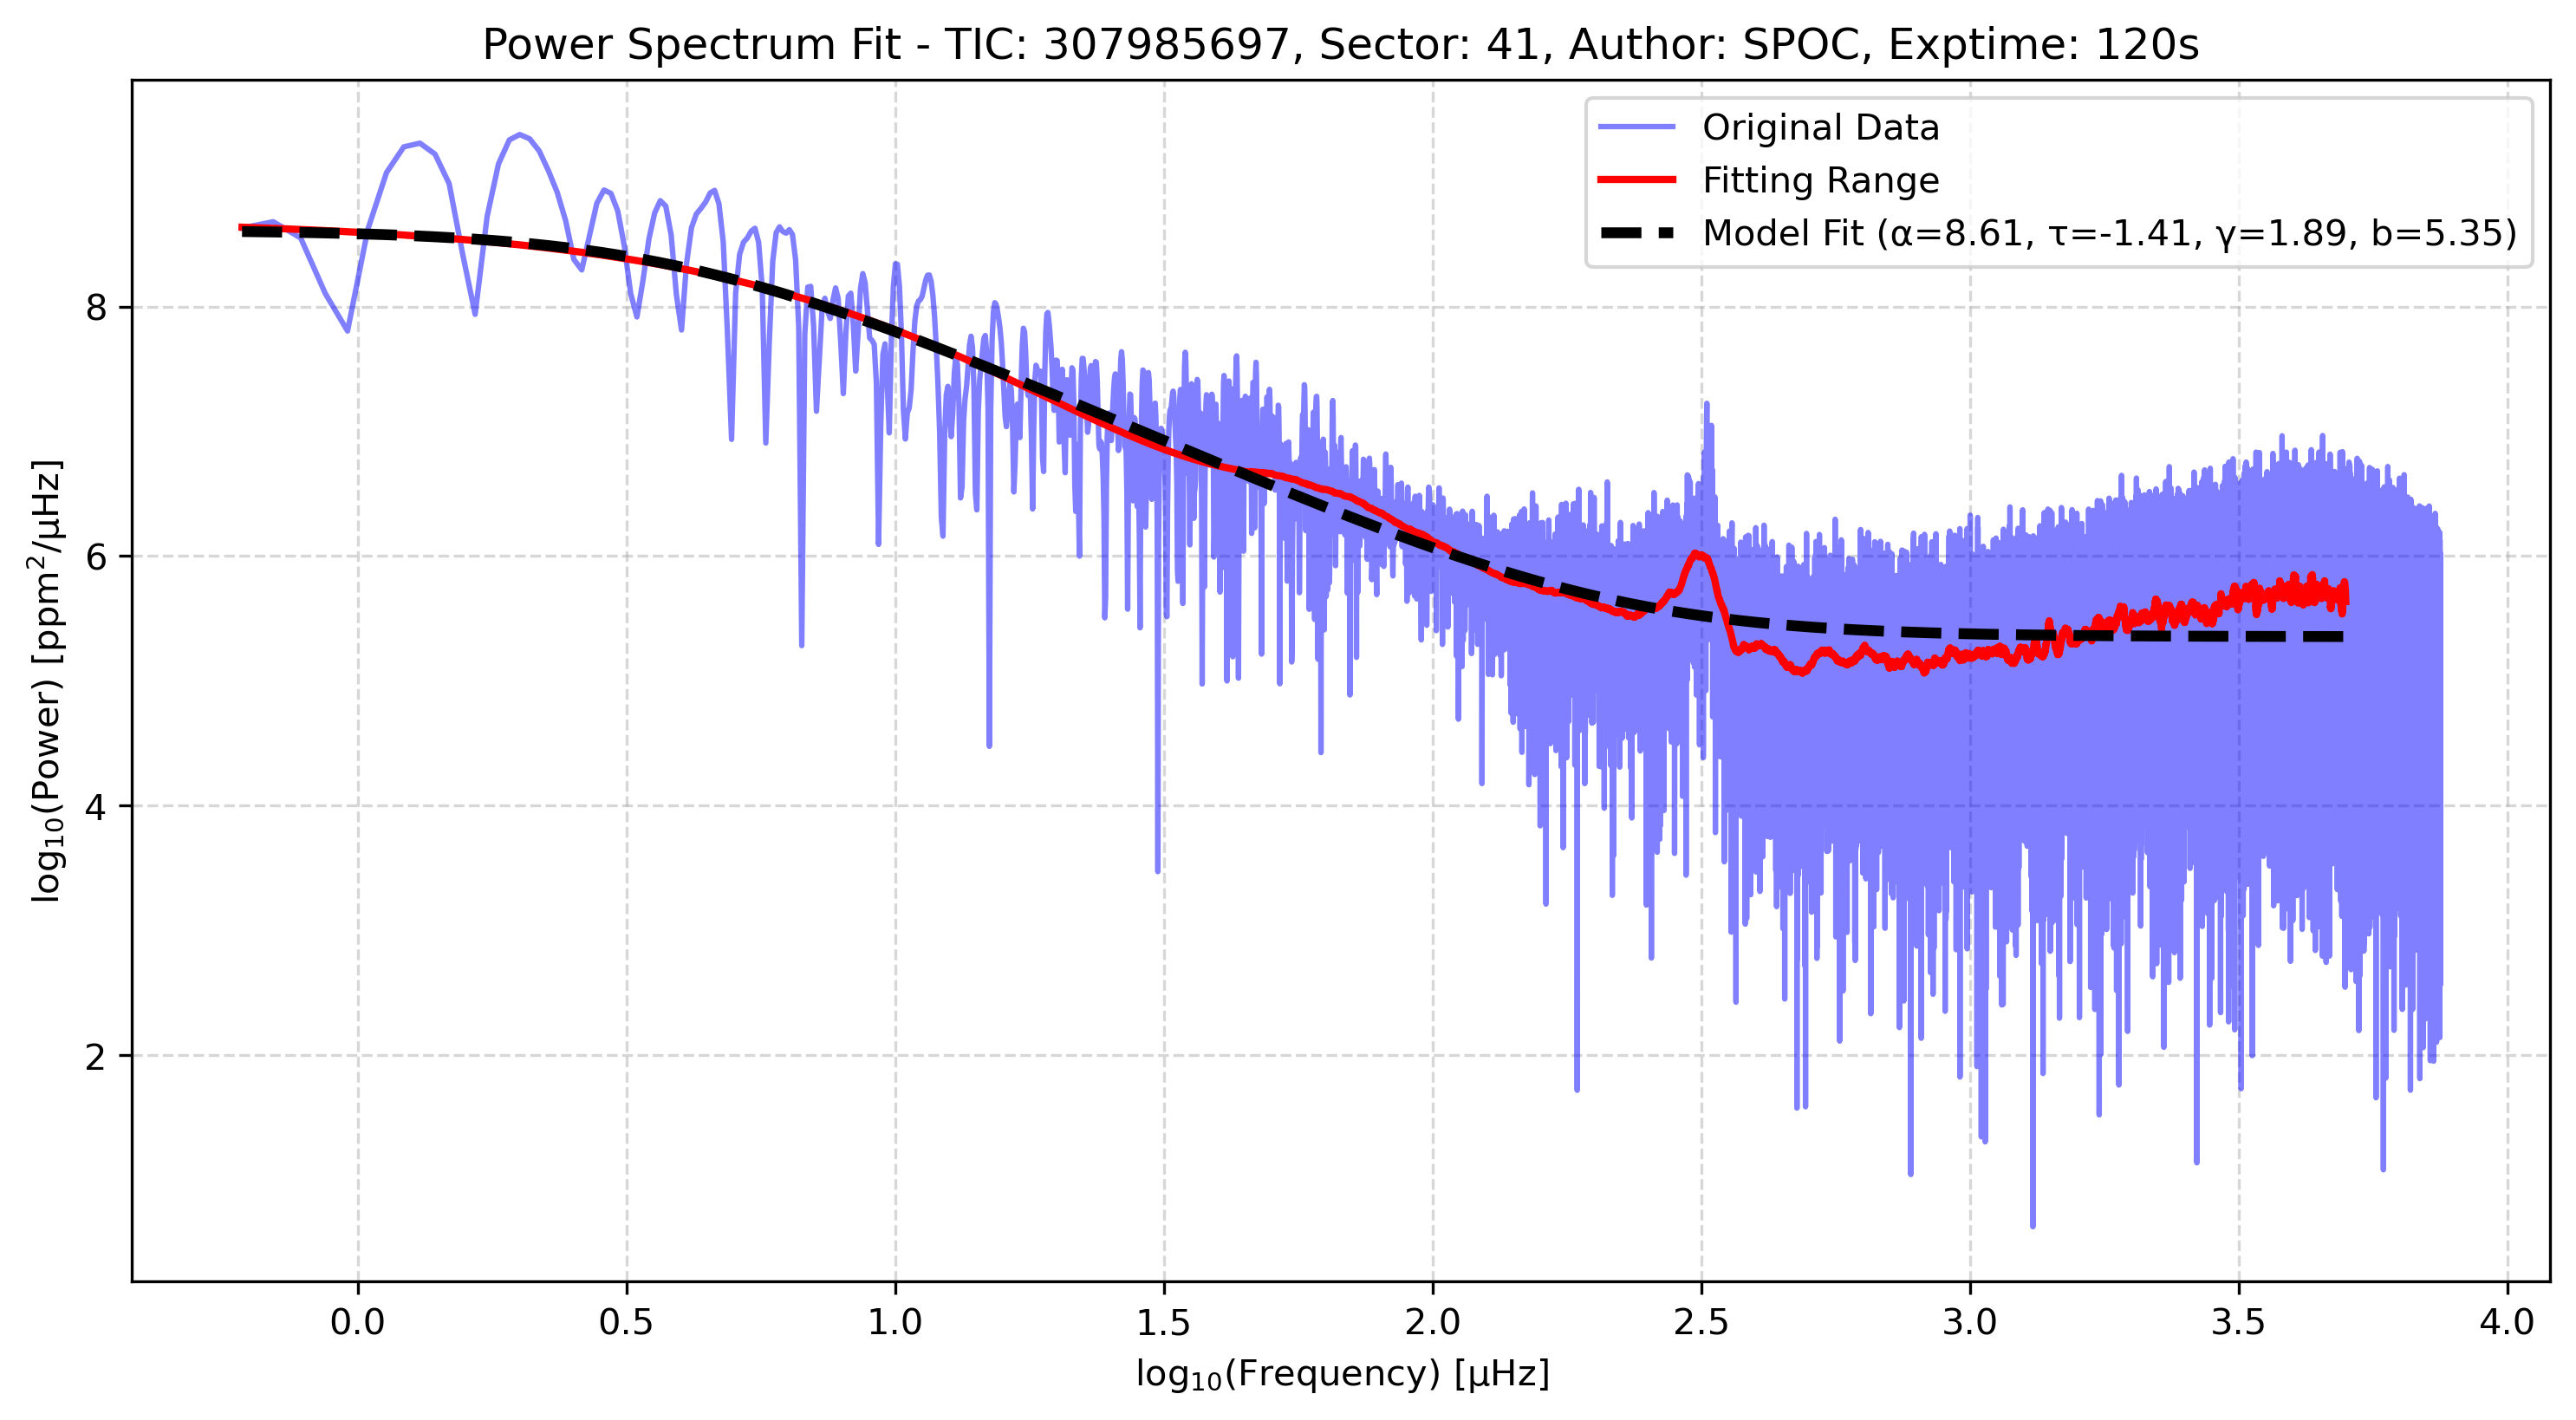 Power Spectrum Fit - TIC: 307985697, Sector: 41, Author: SPOC, Exptime: 120s
Original Data
Fitting Range
Model Fit (α=8.61, τ=-1.41, γ=1.89, b=5.35)
log₁₀(Power) [ppm²/μHz]
8
6
4
2
0.0 0.5 1.0 1.5 2.0 2.5 3.0 3.5 4.0
log₁₀(Frequency) [μHz]